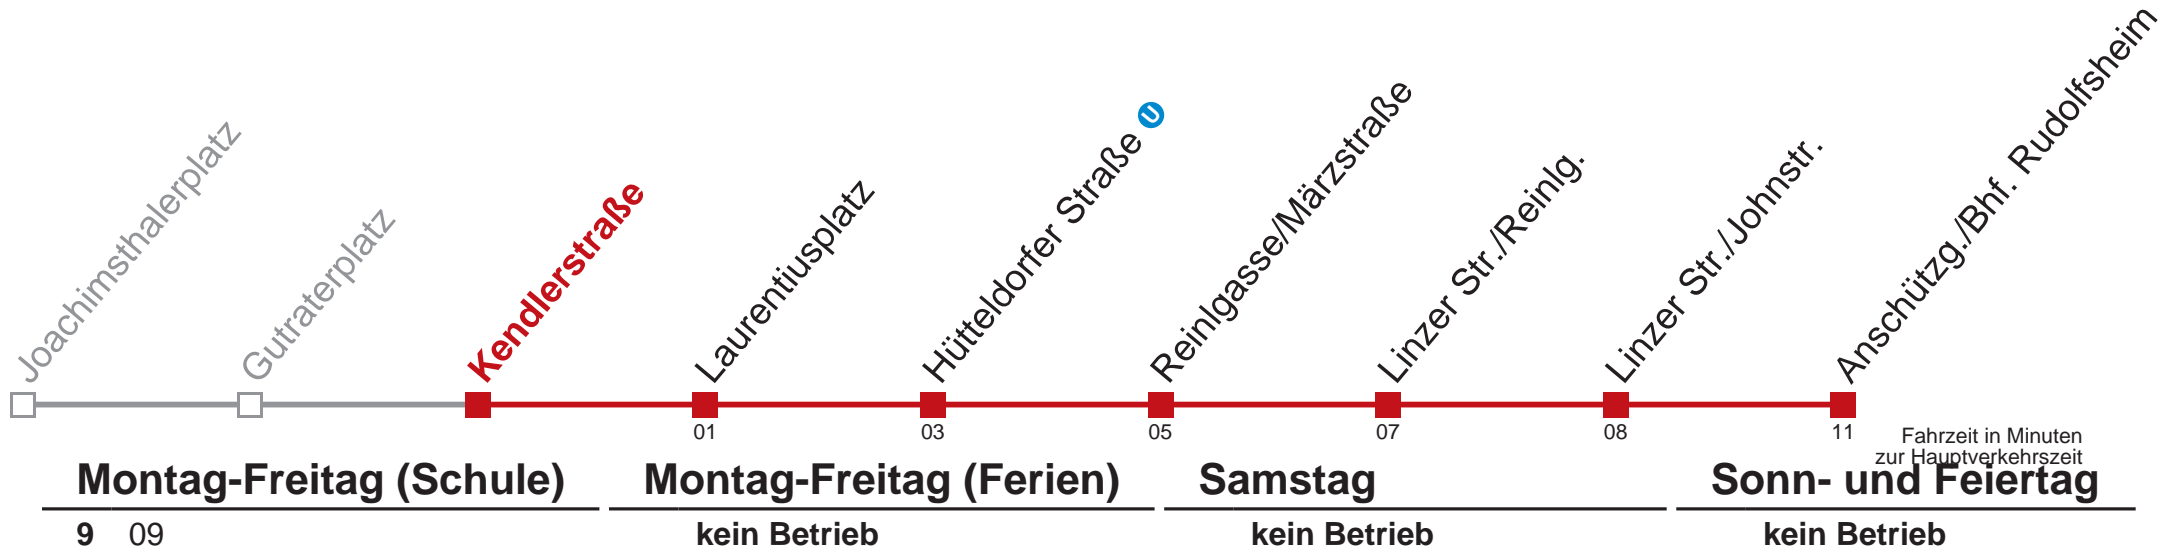 Joachimsthalerplatz
Gutraterplatz
Kendlerstraße
Laurentiusplatz
Hütteldorfer Straße U
Reinlgasse/Märzstraße
Linzer Str./Reinlg.
Linzer Str./Johnstr.
Anschützg./Bhf. Rudolfsheim
01 03 05 07 08 11
Fahrzeit in Minuten
zur Hauptverkehrszeit
Montag-Freitag (Schule) Montag-Freitag (Ferien) Samstag Sonn- und Feiertag
9 09 kein Betrieb kein Betrieb kein Betrieb